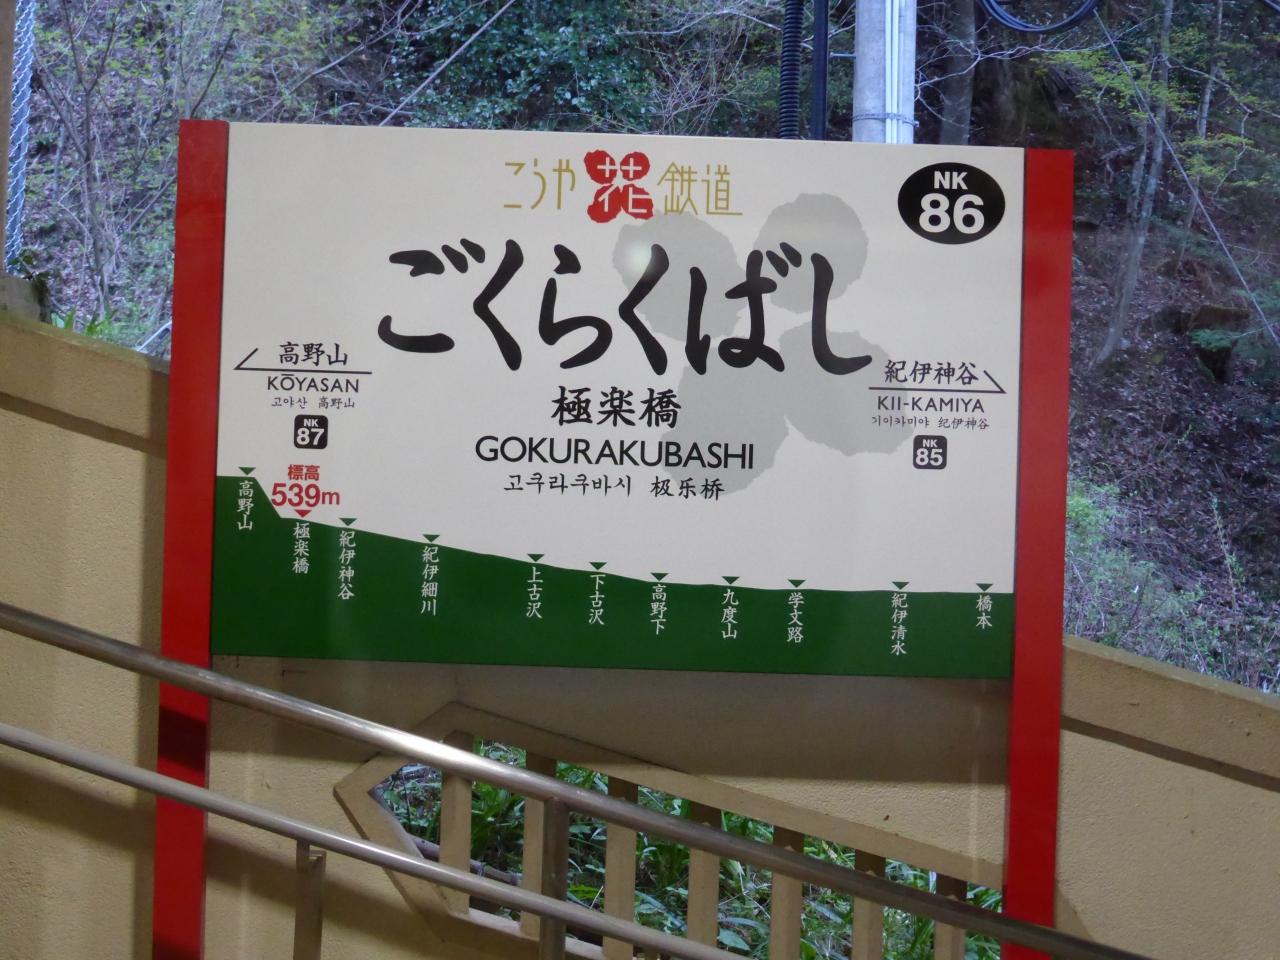 こうや花鉄道
NK
86
ごくらくばし
極楽橋
GOKURAKUBASHI
고쿠라쿠바시 极乐桥
高野山
KŌYASAN
고야산 高野山
NK
87
紀伊神谷
KII-KAMIYA
기이카미야 纪伊神谷
NK
85
標高
539m
高野山
極楽橋
紀伊神谷
紀伊細川
上古沢
下古沢
高野下
九度山
学文路
紀伊清水
橋本